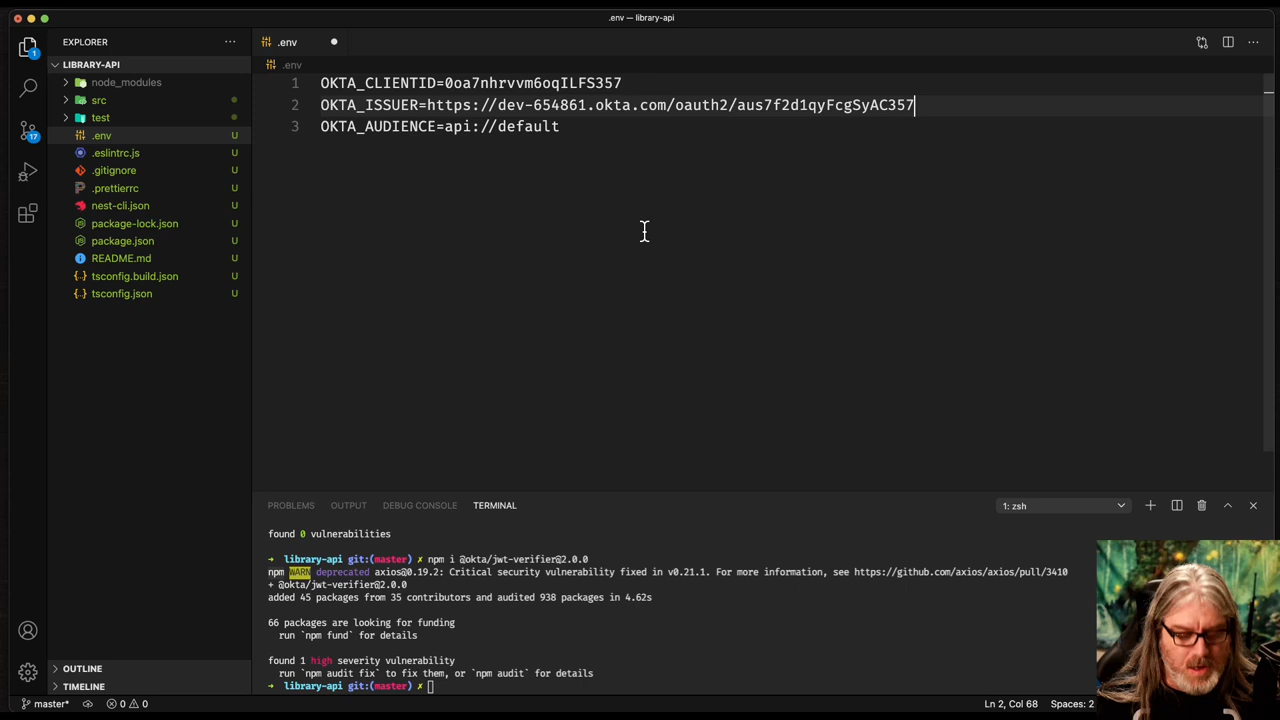 .env — library-api
EXPLORER
···
.env
LIBRARY-API
.env
node_modules
src
test
.env U
.eslintrc.js U
.gitignore U
.prettierrc U
nest-cli.json U
package-lock.json U
package.json U
README.md U
tsconfig.build.json U
tsconfig.json U
1
17
1 OKTA_CLIENTID=0oa7nhrvvm6oqILFS357
2 OKTA_ISSUER=https://dev-654861.okta.com/oauth2/aus7f2d1qyFcgSyAC357
3 OKTA_AUDIENCE=api://default
PROBLEMS OUTPUT DEBUG CONSOLE TERMINAL
1: zsh
found 0 vulnerabilities
→ library-api git:(master) ✗ npm i @okta/jwt-verifier@2.0.0
npm WARN deprecated axios@0.19.2: Critical security vulnerability fixed in v0.21.1. For more information, see https://github.com/axios/axios/pull/3410
+ @okta/jwt-verifier@2.0.0
added 45 packages from 35 contributors and audited 938 packages in 4.62s
66 packages are looking for funding
run `npm fund` for details
found 1 high severity vulnerability
run `npm audit fix` to fix them, or `npm audit` for details
→ library-api git:(master) ✗
OUTLINE
TIMELINE
master* 0 0
Ln 2, Col 68 Spaces: 2